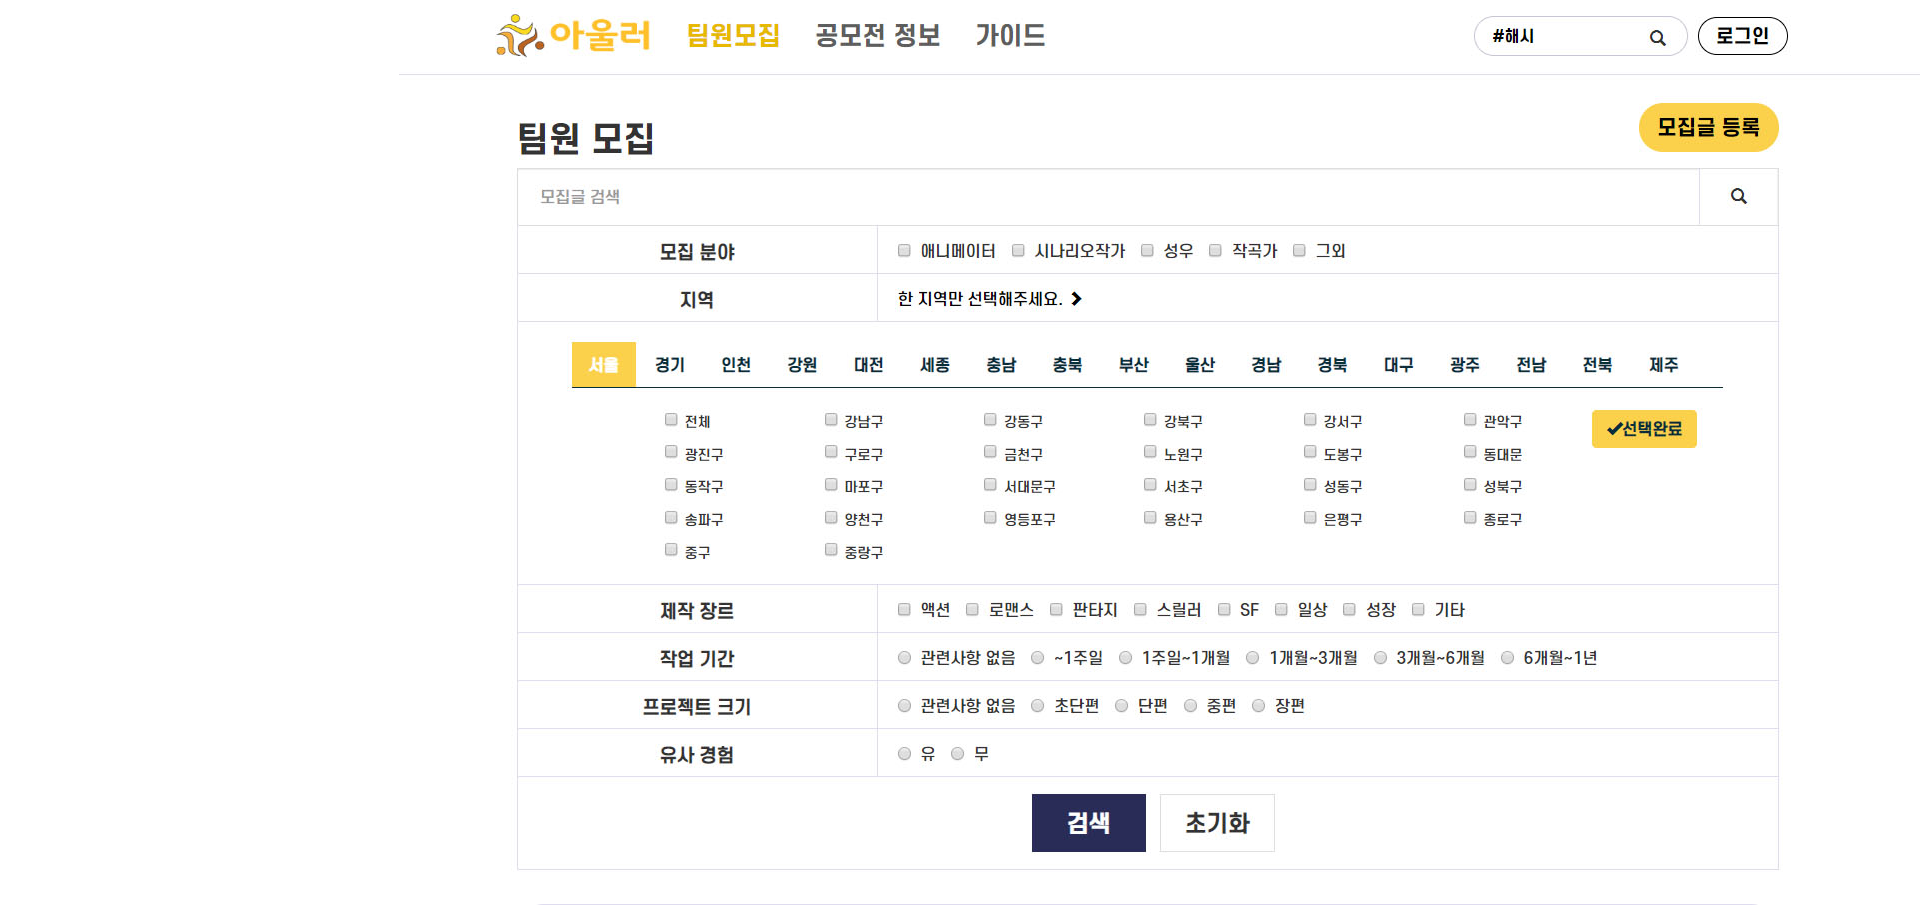 아울러 팀원모집 공모전 정보 가이드 #해시 로그인
팀원 모집 모집글 등록
모집글 검색
모집 분야 애니메이터 시나리오작가 성우 작곡가 그외
지역 한 지역만 선택해주세요.
서울 경기 인천 강원 대전 세종 충남 충북 부산 울산 경남 경북 대구 광주 전남 전북 제주
전체 강남구 강동구 강북구 강서구 관악구 선택완료
광진구 구로구 금천구 노원구 도봉구 동대문
동작구 마포구 서대문구 서초구 성동구 성북구
송파구 양천구 영등포구 용산구 은평구 종로구
중구 중랑구
제작 장르 액션 로맨스 판타지 스릴러 SF 일상 성장 기타
작업 기간 관련사항 없음 ~1주일 1주일~1개월 1개월~3개월 3개월~6개월 6개월~1년
프로젝트 크기 관련사항 없음 초단편 단편 중편 장편
유사 경험 유 무
검색 초기화